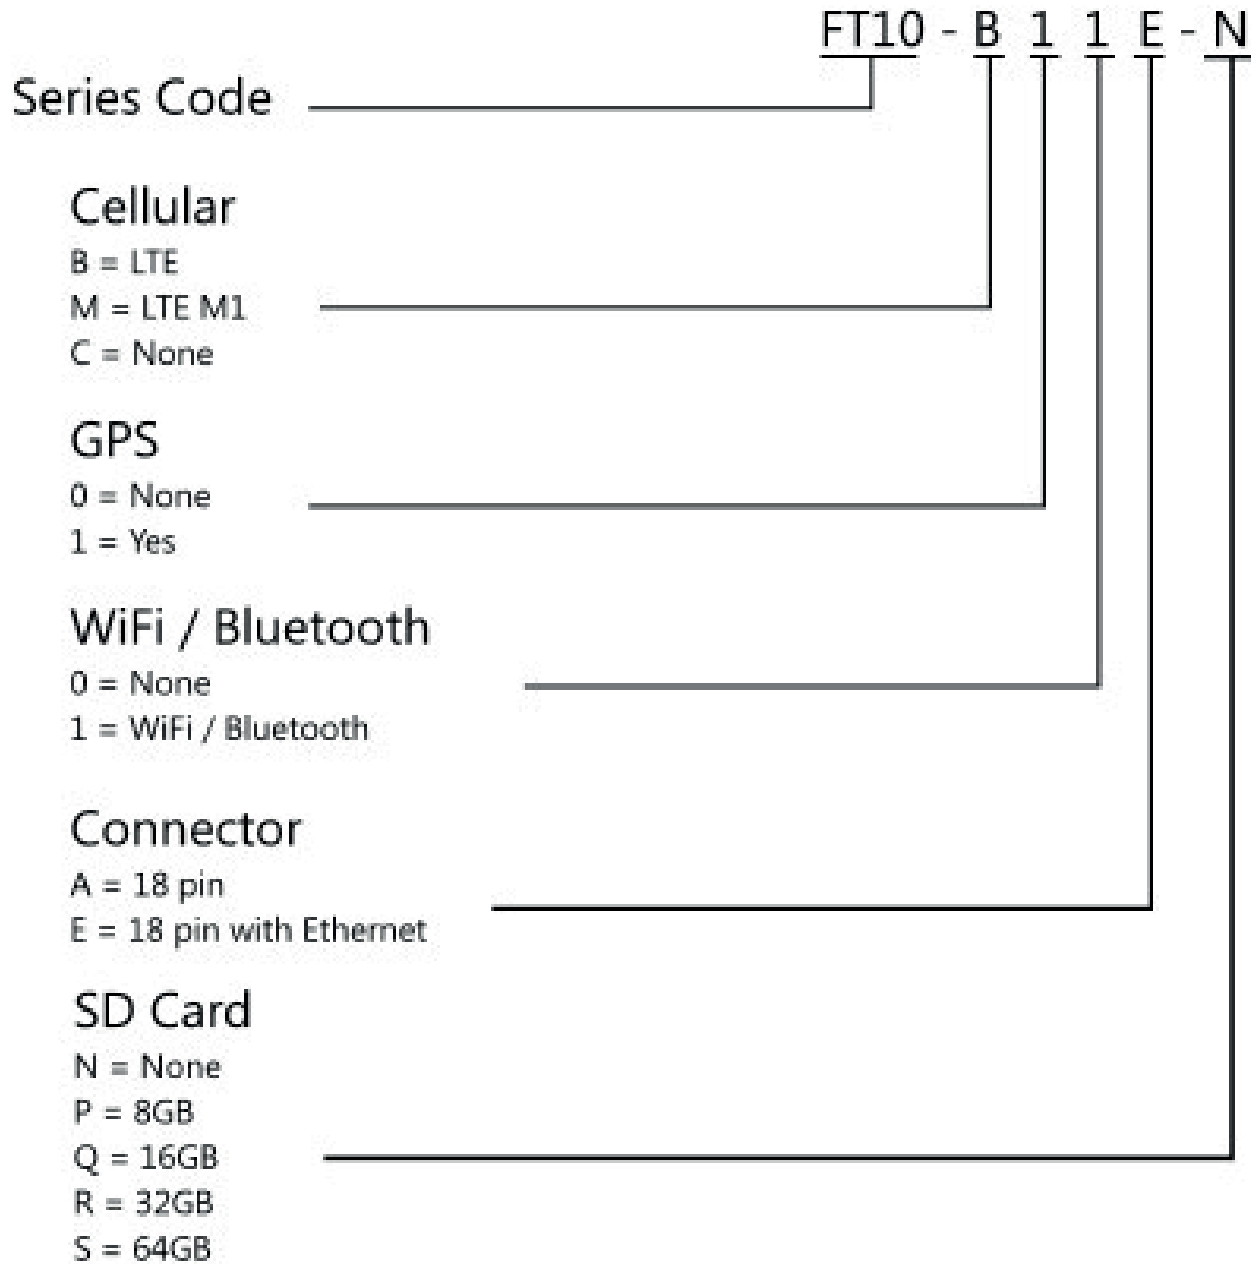 FT10 - B 1 1 E - N
Series Code
Cellular
B = LTE
M = LTE M1
C = None
GPS
0 = None
1 = Yes
WiFi / Bluetooth
0 = None
1 = WiFi / Bluetooth
Connector
A = 18 pin
E = 18 pin with Ethernet
SD Card
N = None
P = 8GB
Q = 16GB
R = 32GB
S = 64GB